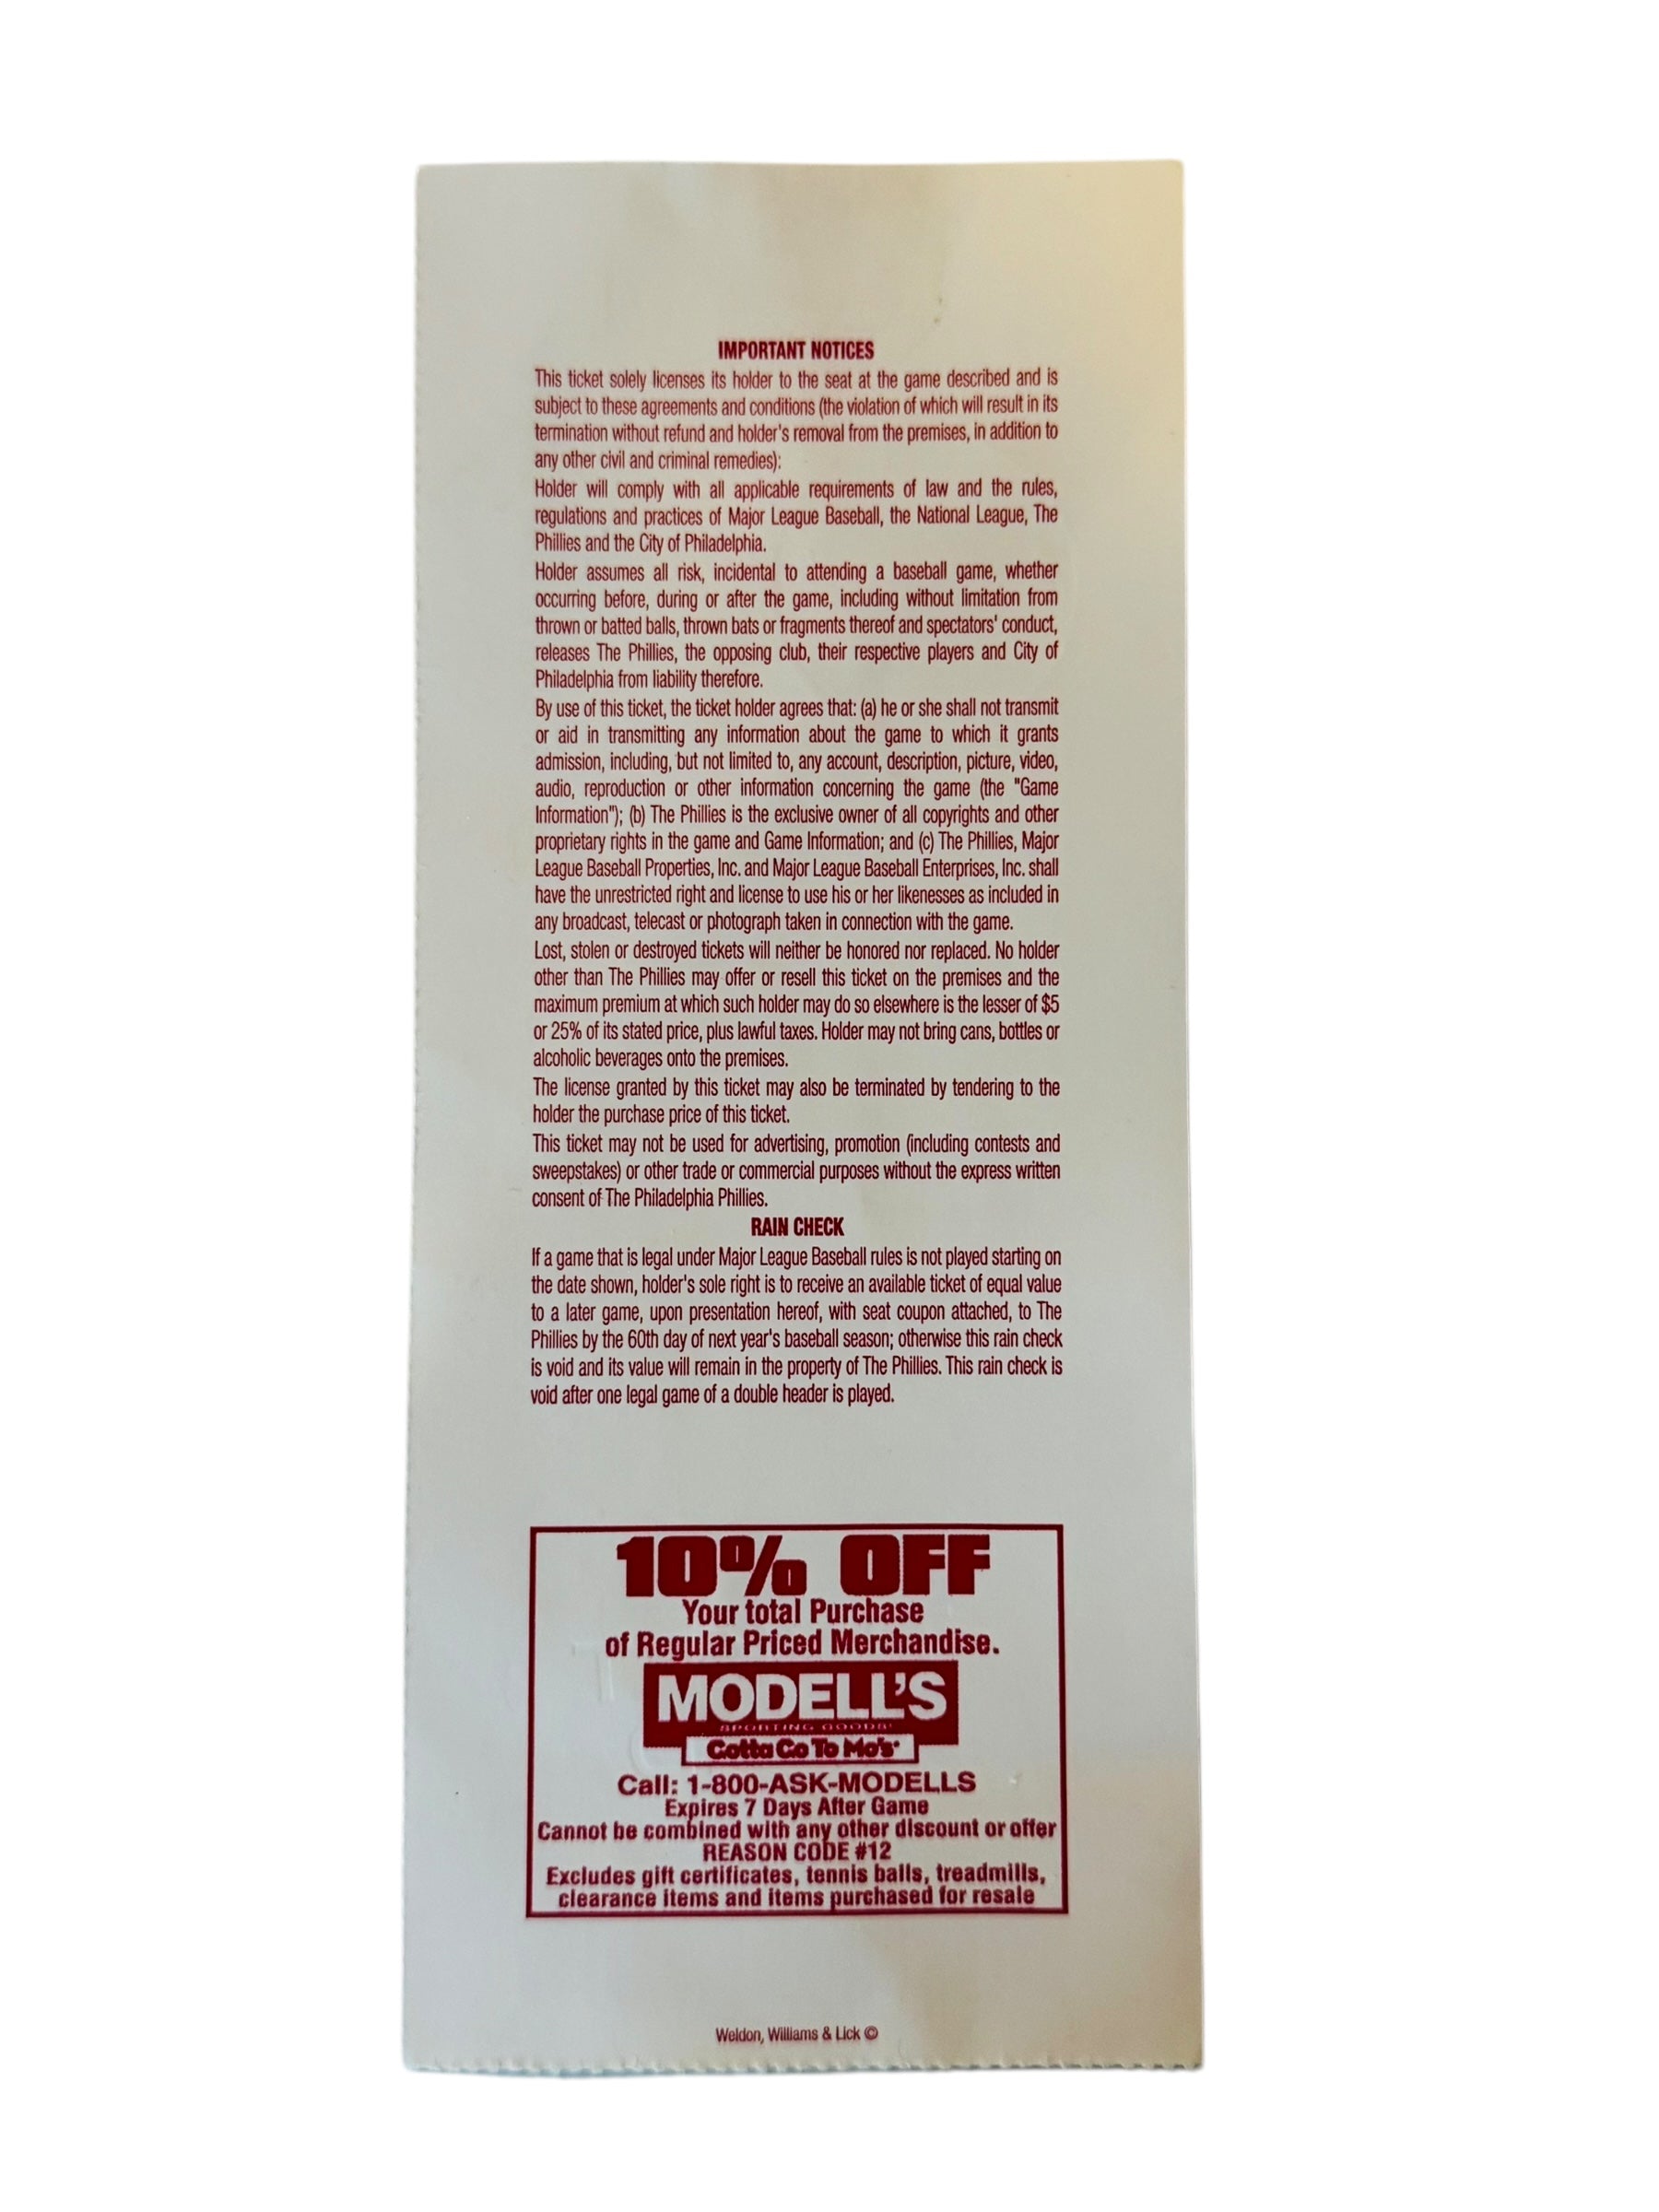 IMPORTANT NOTICES
This ticket solely licenses its holder to the seat at the game described and is
subject to these agreements and conditions (the violation of which will result in its
termination without refund and holder's removal from the premises, in addition to
any other civil and criminal remedies):
Holder will comply with all applicable requirements of law and the rules,
regulations and practices of Major League Baseball, the National League, The
Phillies and the City of Philadelphia.
Holder assumes all risk, incidental to attending a baseball game, whether
occurring before, during or after the game, including without limitation from
thrown or batted balls, thrown bats or fragments thereof and spectators' conduct,
releases The Phillies, the opposing club, their respective players and City of
Philadelphia from liability therefore.
By use of this ticket, the ticket holder agrees that: (a) he or she shall not transmit
or aid in transmitting any information about the game to which it grants
admission, including, but not limited to, any account, description, picture, video,
audio, reproduction or other information concerning the game (the "Game
Information"); (b) The Phillies is the exclusive owner of all copyrights and other
proprietary rights in the game and Game Information; and (c) The Phillies, Major
League Baseball Properties, Inc. and Major League Baseball Enterprises, Inc. shall
have the unrestricted right and license to use his or her likenesses as included in
any broadcast, telecast or photograph taken in connection with the game.
Lost, stolen or destroyed tickets will neither be honored nor replaced. No holder
other than The Phillies may offer or resell this ticket on the premises and the
maximum premium at which such holder may do so elsewhere is the lesser of $5
or 25% of its stated price, plus lawful taxes. Holder may not bring cans, bottles or
alcoholic beverages onto the premises.
The license granted by this ticket may also be terminated by tendering to the
holder the purchase price of this ticket.
This ticket may not be used for advertising, promotion (including contests and
sweepstakes) or other trade or commercial purposes without the express written
consent of The Philadelphia Phillies.
RAIN CHECK
If a game that is legal under Major League Baseball rules is not played starting on
the date shown, holder's sole right is to receive an available ticket of equal value
to a later game, upon presentation hereof, with seat coupon attached, to The
Phillies by the 60th day of next year's baseball season; otherwise this rain check
is void and its value will remain in the property of The Phillies. This rain check is
void after one legal game of a double header is played.
10% OFF
Your total Purchase
of Regular Priced Merchandise.
MODELL'S
SPORTING GOODS
Gotta Go To Mo's
Call: 1-800-ASK-MODELLS
Expires 7 Days After Game
Cannot be combined with any other discount or offer
REASON CODE #12
Excludes gift certificates, tennis balls, treadmills,
clearance items and items purchased for resale
Weldon, Williams & Lick ©